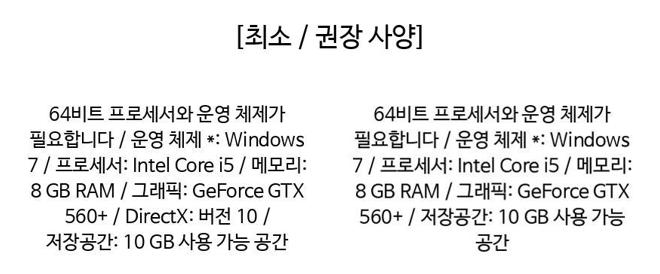 [최소 / 권장 사양]
64비트 프로세서와 운영 체제가
필요합니다 / 운영 체제 *: Windows
7 / 프로세서: Intel Core i5 / 메모리:
8 GB RAM / 그래픽: GeForce GTX
560+ / DirectX: 버전 10 /
저장공간: 10 GB 사용 가능 공간
64비트 프로세서와 운영 체제가
필요합니다 / 운영 체제 *: Windows
7 / 프로세서: Intel Core i5 / 메모리:
8 GB RAM / 그래픽: GeForce GTX
560+ / 저장공간: 10 GB 사용 가능
공간